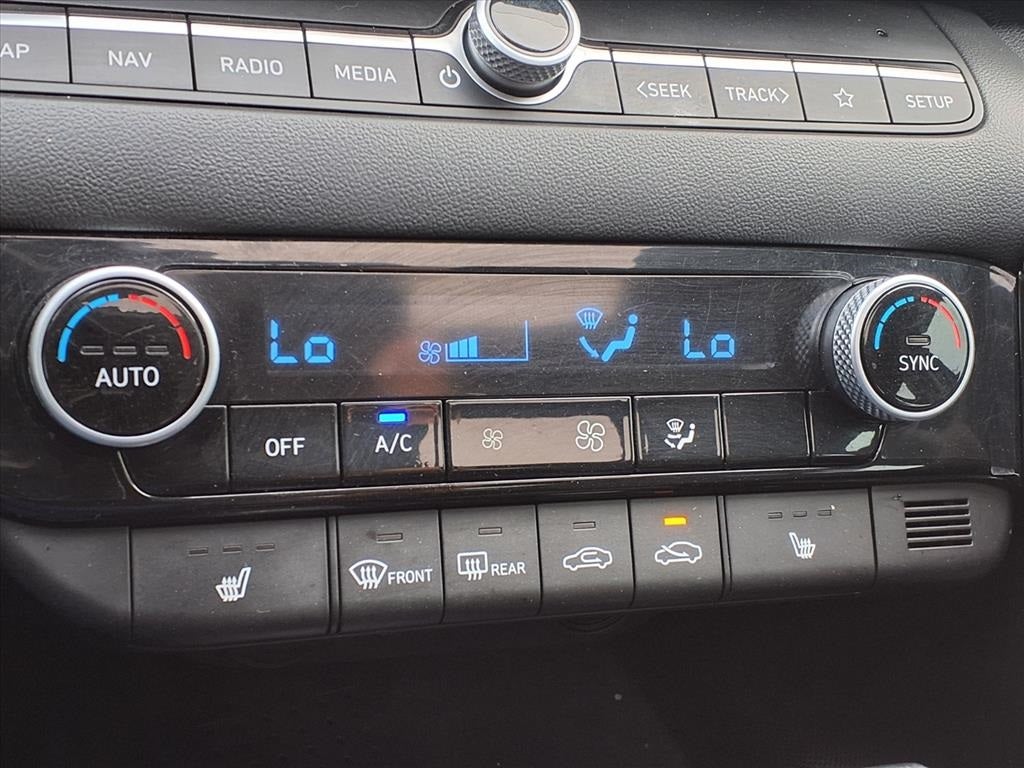 AP NAV RADIO MEDIA <SEEK TRACK> SETUP
Lo Lo
AUTO SYNC
OFF A/C
FRONT REAR